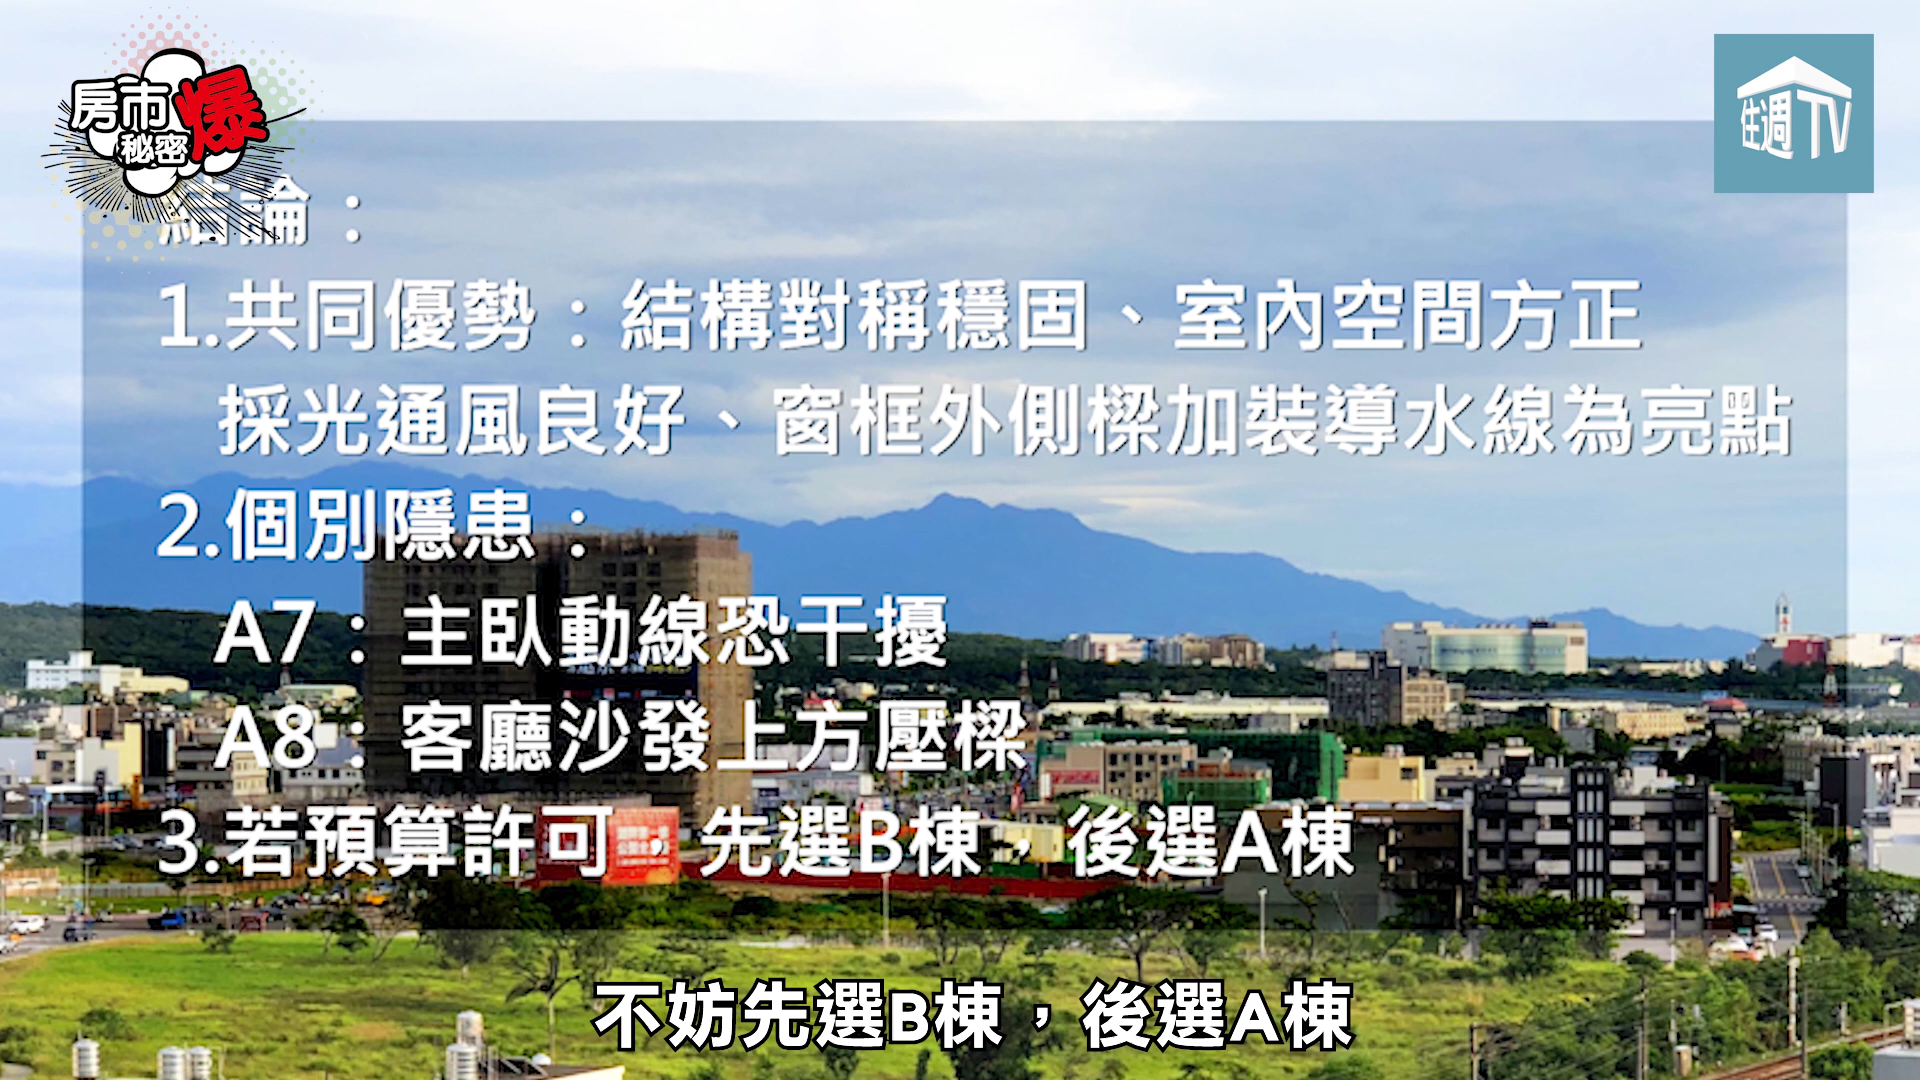 房市
秘密
爆
住週TV
結論：
1.共同優勢：結構對稱穩固、室內空間方正
採光通風良好、窗框外側樑加裝導水線為亮點
2.個別隱患：
A7：主臥動線恐干擾
A8：客廳沙發上方壓樑
3.若預算許可，先選B棟，後選A棟
不妨先選B棟，後選A棟